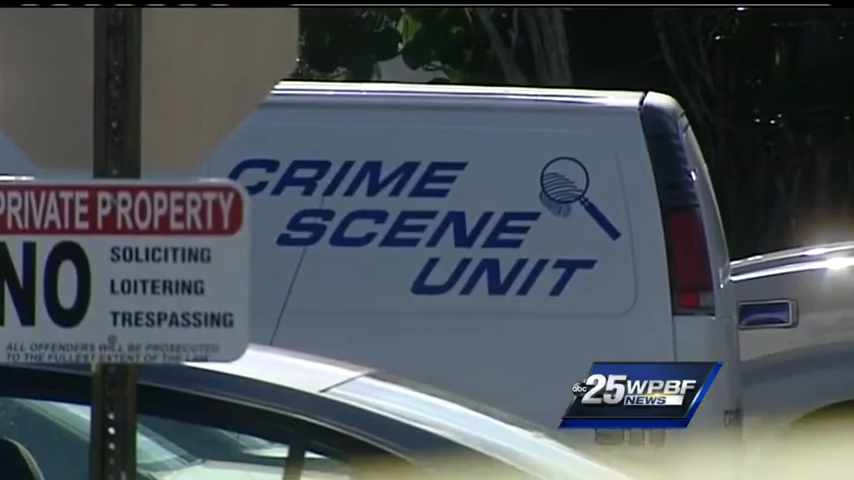 PRIVATE PROPERTY
NO
SOLICITING
LOITERING
TRESPASSING
ALL OFFENDERS WILL BE PROSECUTED
TO THE FULLEST EXTENT OF THE LAW
CRIME
SCENE
UNIT
abc 25 WPBF
NEWS